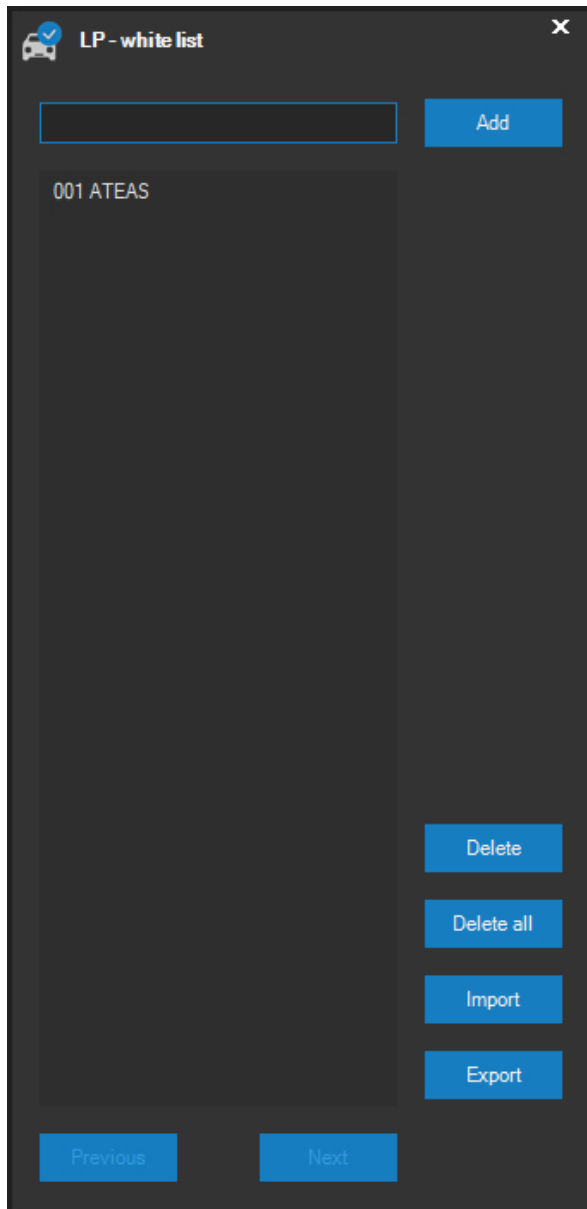 LP - white list
x
Add
001 ATEAS
Delete
Delete all
Import
Export
Previous
Next